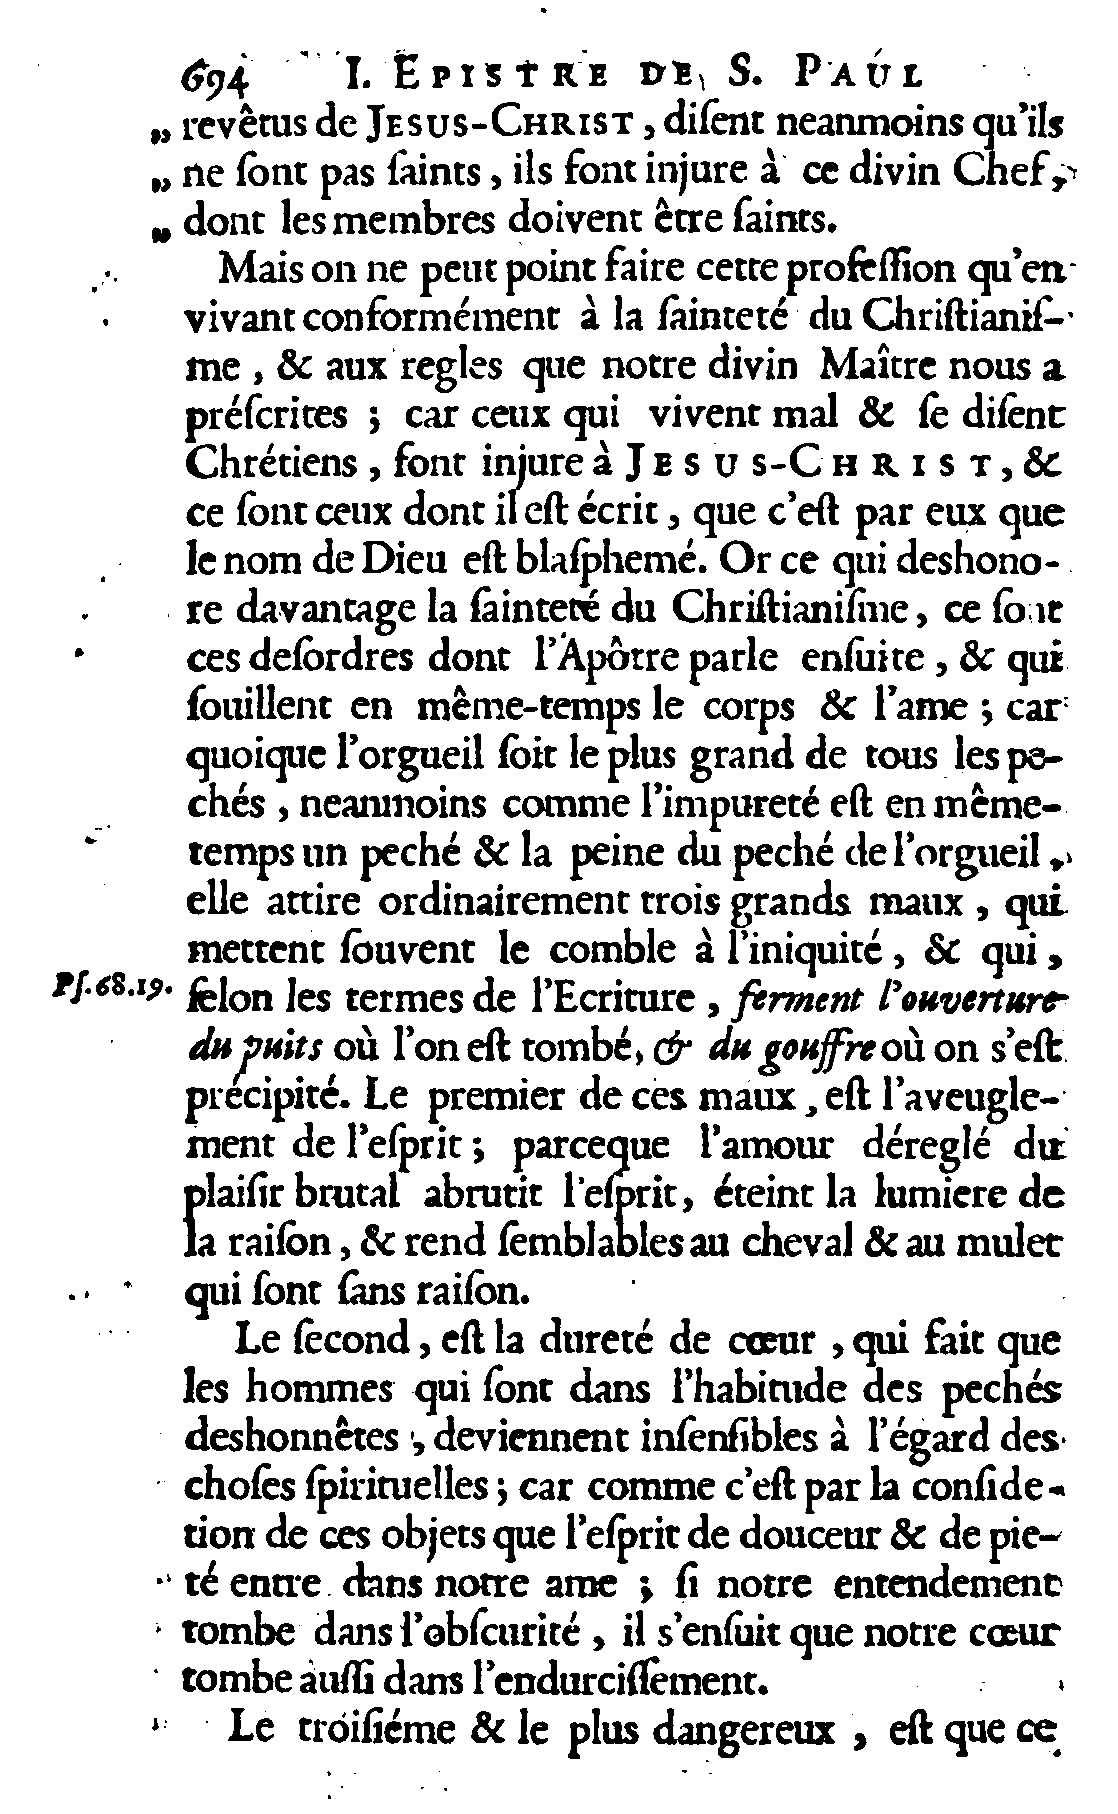 694 I. EPISTRE DE S. PAUL
„ revêtus de JESUS-CHRIST, diſent neanmoins qu'ils
„ ne ſont pas ſaints, ils font injure à ce divin Chef,
„ dont les membres doivent être ſaints.
Mais on ne peut point faire cette profeſſion qu'en
vivant conformément à la ſainteté du Chriſtianiſ-
me, & aux regles que notre divin Maître nous a
préſcrites ; car ceux qui vivent mal & ſe diſent
Chrétiens, font injure à JESUS-CHRIST, &
ce ſont ceux dont il eſt écrit, que c'eſt par eux que
le nom de Dieu eſt blaſphemé. Or ce qui deshono-
re davantage la ſainteté du Chriſtianiſme, ce ſont
ces deſordres dont l'Apôtre parle enſuite, & qui
ſouillent en même-temps le corps & l'ame ; car
quoique l'orgueil ſoit le plus grand de tous les pe-
chés, neanmoins comme l'impureté eſt en même-
temps un peché & la peine du peché de l'orgueil,
elle attire ordinairement trois grands maux, qui
mettent ſouvent le comble à l'iniquité, & qui,
Pſ. 68. 19. ſelon les termes de l'Ecriture, ferment l'ouverture
du puits où l'on eſt tombé, & du gouffre où on s'eſt
précipité. Le premier de ces maux, eſt l'aveugle-
ment de l'eſprit ; parceque l'amour déreglé du
plaiſir brutal abrutit l'eſprit, éteint la lumiere de
la raiſon, & rend ſemblables au cheval & au mulet
qui ſont ſans raiſon.
Le ſecond, eſt la dureté de cœur, qui fait que
les hommes qui ſont dans l'habitude des pechés
deshonnêtes, deviennent inſenſibles à l'égard des
choſes ſpirituelles ; car comme c'eſt par la conſide-
tion de ces objets que l'eſprit de douceur & de pie-
té entre dans notre ame ; ſi notre entendement
tombe dans l'obſcurité, il s'enſuit que notre cœur
tombe auſſi dans l'endurciſſement.
Le troiſiéme & le plus dangereux, eſt que ce